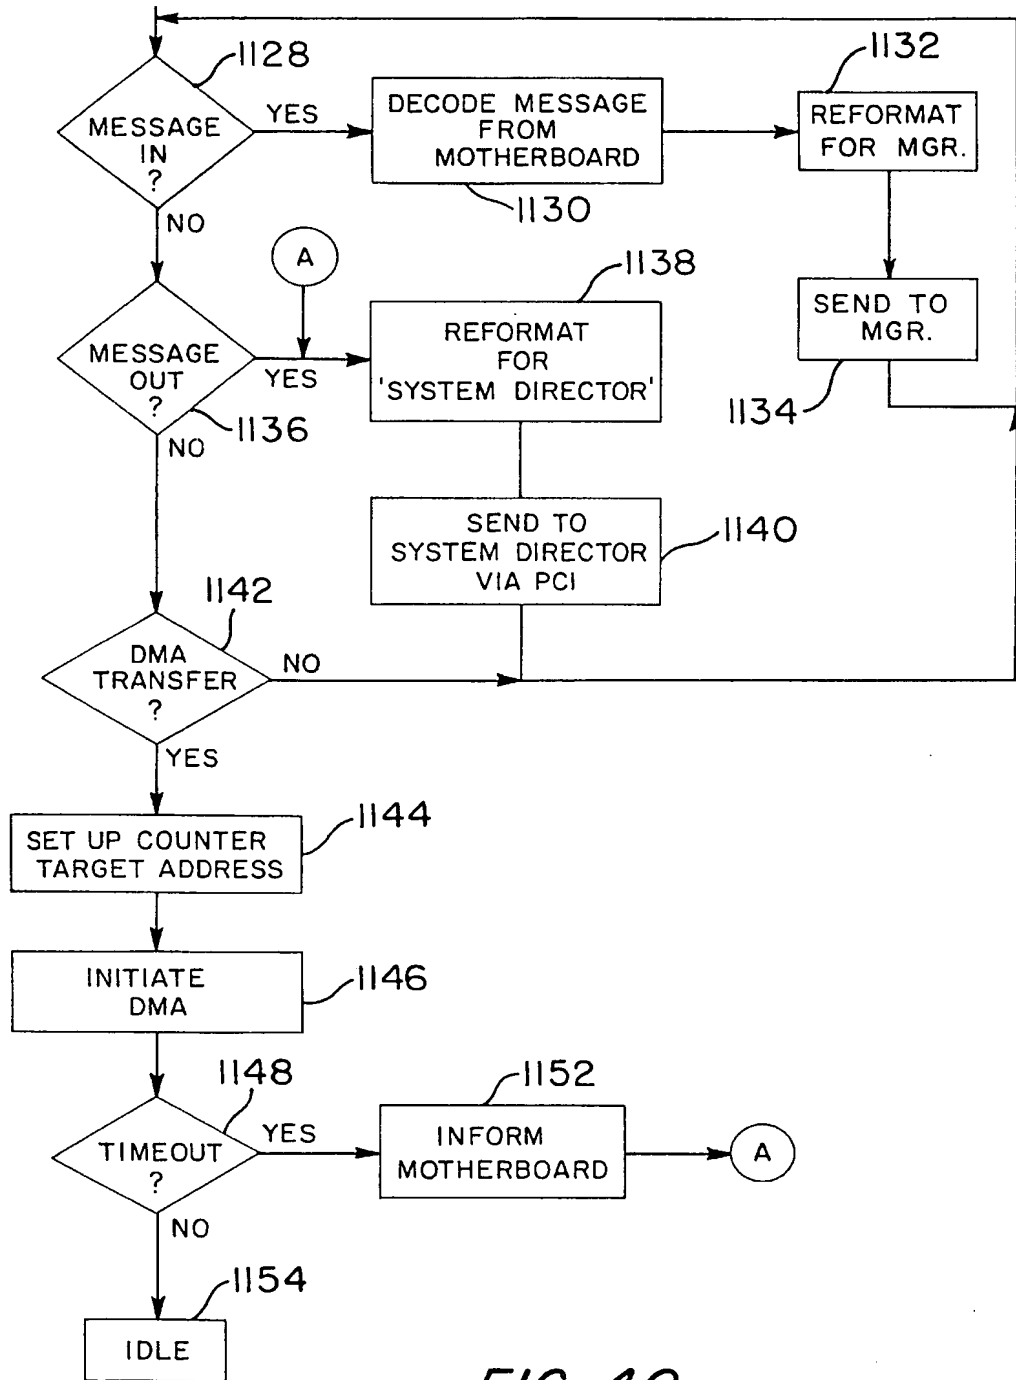 1128
MESSAGE
IN
?
YES
NO
DECODE MESSAGE
FROM
MOTHERBOARD
1130
1132
REFORMAT
FOR MGR.
SEND TO
MGR.
1134
A
MESSAGE
OUT
?
YES
1136
NO
1138
REFORMAT
FOR
'SYSTEM DIRECTOR'
SEND TO
SYSTEM DIRECTOR
VIA PCI
1140
1142
DMA
TRANSFER
?
NO
YES
1144
SET UP COUNTER
TARGET ADDRESS
INITIATE
DMA
1146
1148
TIMEOUT
?
YES
NO
1152
INFORM
MOTHERBOARD
A
1154
IDLE